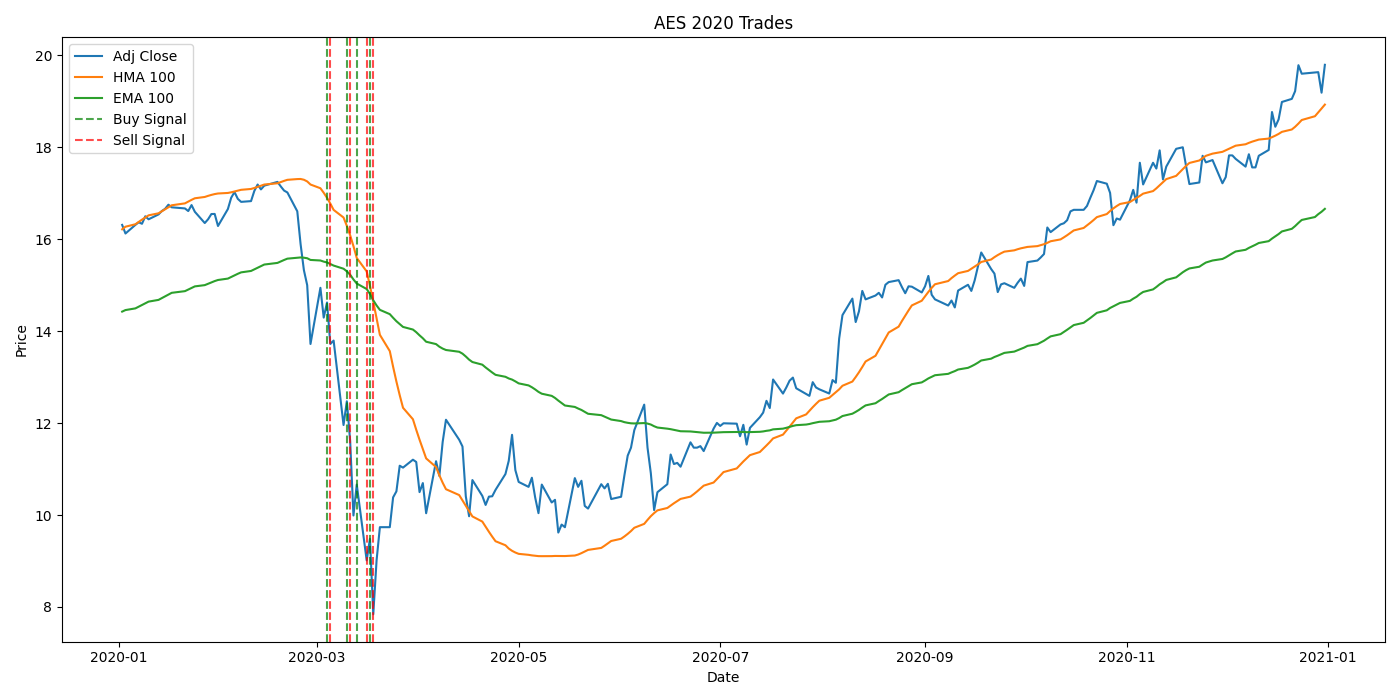 AES 2020 Trades
Adj Close
HMA 100
EMA 100
Buy Signal
Sell Signal
Price
20
18
16
14
12
10
8
2020-01
2020-03
2020-05
2020-07
2020-09
2020-11
2021-01
Date